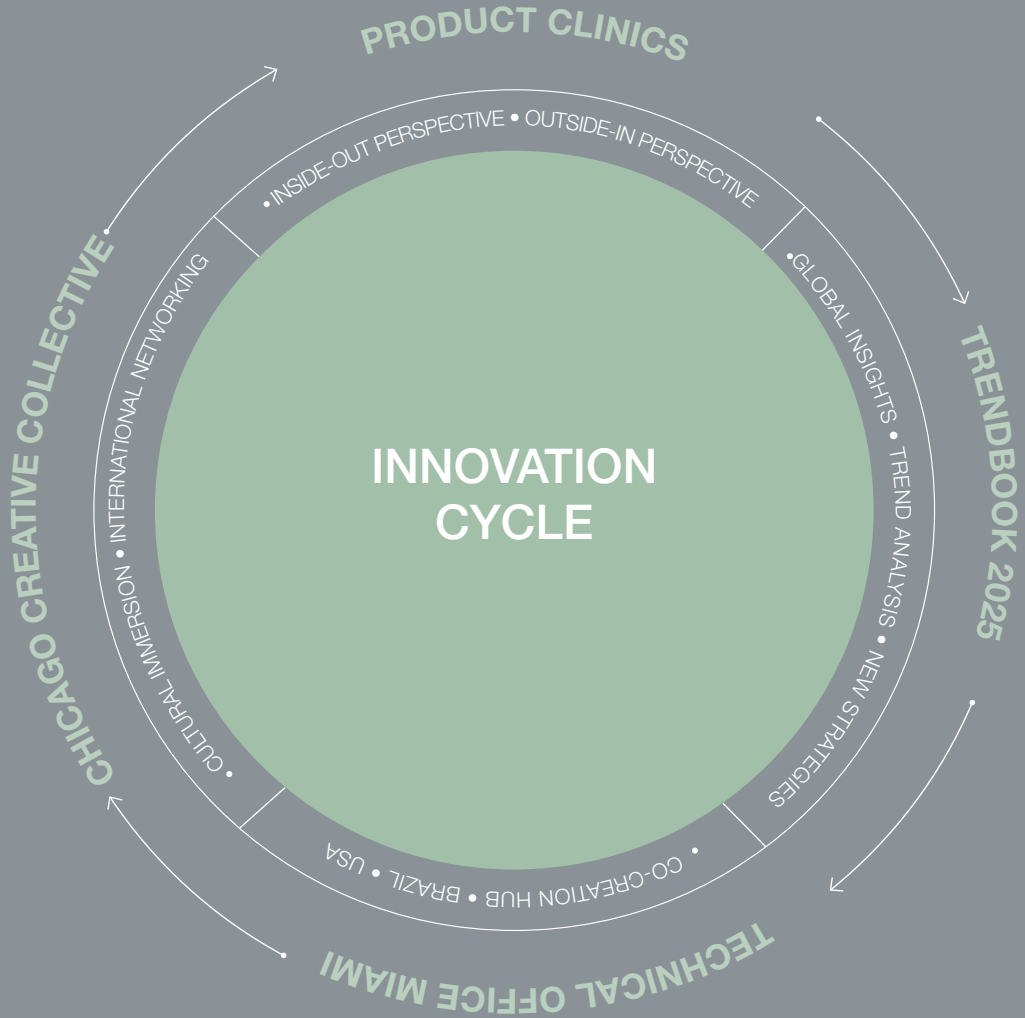 PRODUCT CLINICS
• INSIDE-OUT PERSPECTIVE • OUTSIDE-IN PERSPECTIVE
TRENDBOOK 2025
• GLOBAL INSIGHTS • TREND ANALYSIS • NEW STRATEGIES
TECHNICAL OFFICE MIAMI
• CO-CREATION HUB • BRAZIL • USA
CHICAGO CREATIVE COLLECTIVE
• CULTURAL IMMERSION • INTERNATIONAL NETWORKING
INNOVATION
CYCLE